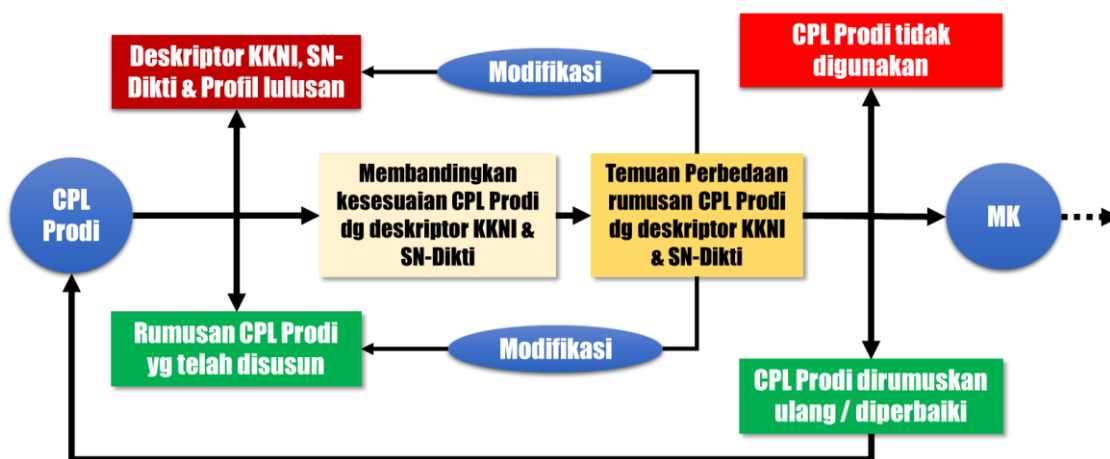 Deskriptor KKNI, SN-
Dikti & Profil lulusan
Modifikasi
CPL Prodi tidak
digunakan
CPL
Prodi
Membandingkan
kesesuaian CPL Prodi
dg deskriptor KKNI &
SN-Dikti
Temuan Perbedaan
rumusan CPL Prodi
dg deskriptor KKNI
& SN-Dikti
MK
Rumusan CPL Prodi
yg telah disusun
Modifikasi
CPL Prodi dirumuskan
ulang / diperbaiki